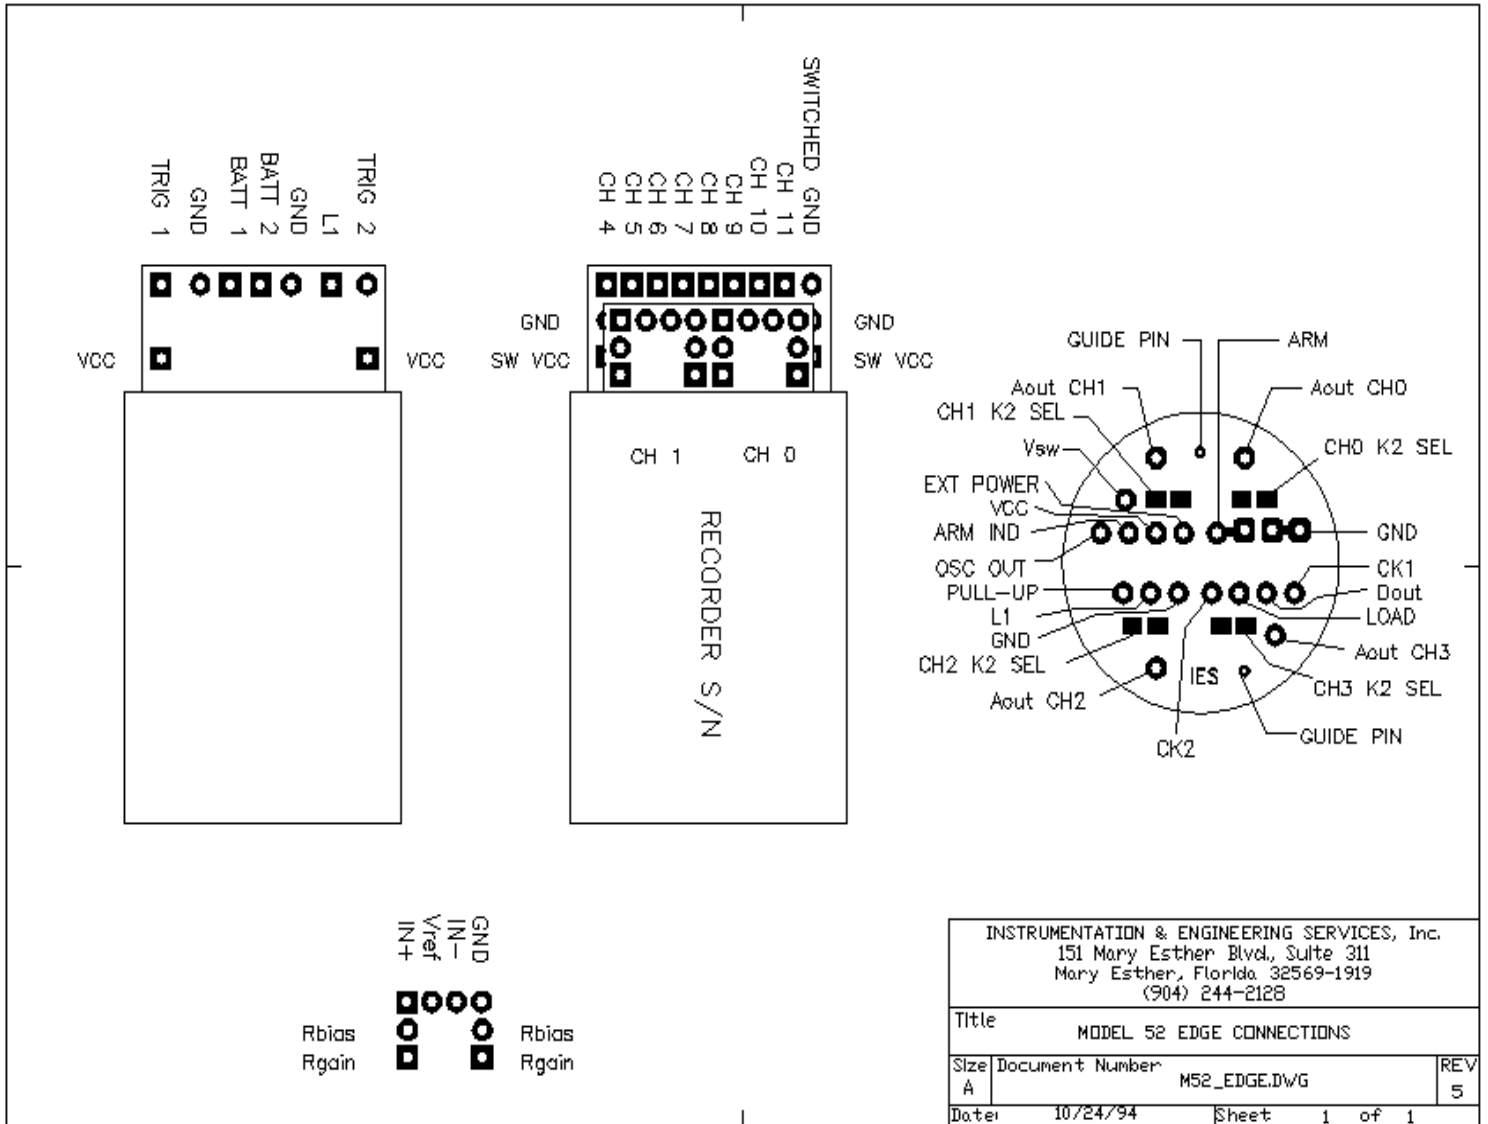 TRIG 1
GND
BATT 1
BATT 2
GND
L1
TRIG 2
VCC
VCC
CH 4
CH 5
CH 6
CH 7
CH 8
CH 9
CH 10
CH 11
SWITCHED GND
GND
GND
SW VCC
SW VCC
CH 1
CH 0
RECORDER S/N
GUIDE PIN
ARM
Aout CH1
Aout CH0
CH1 K2 SEL
CH0 K2 SEL
Vsw
EXT POWER
VCC
ARM IND
GND
OSC OUT
CK1
PULL-UP
Dout
L1
LOAD
GND
Aout CH3
CH2 K2 SEL
IES
CH3 K2 SEL
Aout CH2
GUIDE PIN
CK2
IN+
Vref
IN-
GND
Rbias
Rbias
Rgain
Rgain
INSTRUMENTATION & ENGINEERING SERVICES, Inc.
151 Mary Esther Blvd., Suite 311
Mary Esther, Florida 32569-1919
(904) 244-2128
Title
MODEL 52 EDGE CONNECTIONS
Size
A
Document Number
M52_EDGE.DWG
REV
5
Date: 10/24/94
Sheet 1 of 1